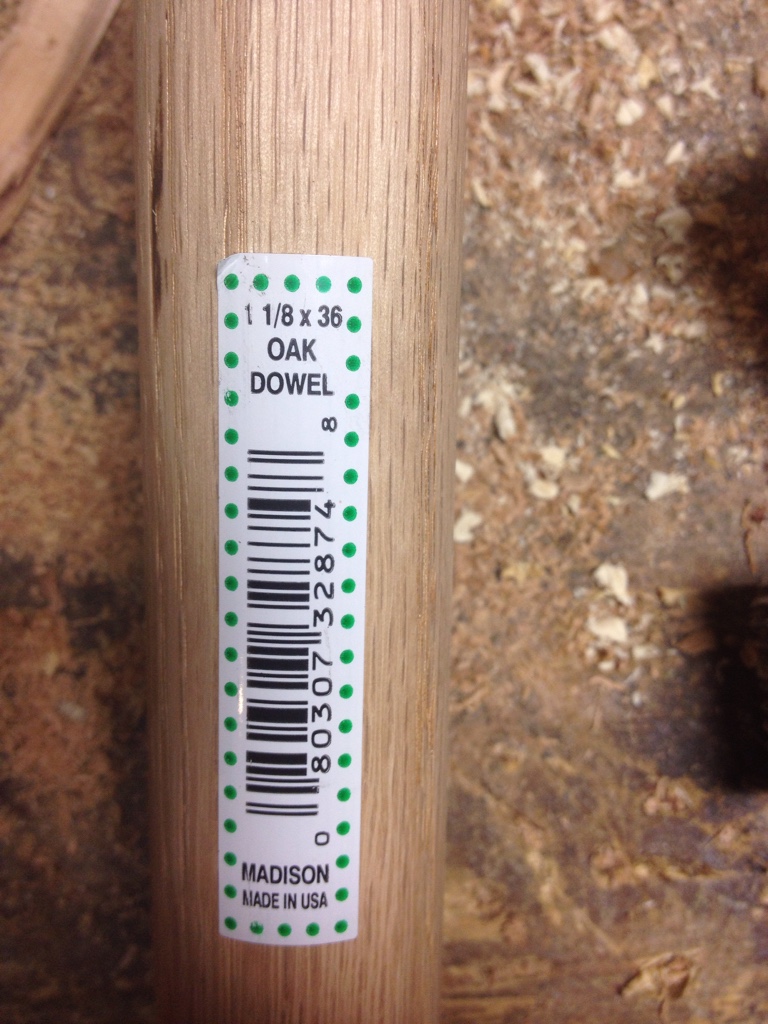 1 1/8 x 36
OAK
DOWEL
0 80307 32874 8
MADISON
MADE IN USA